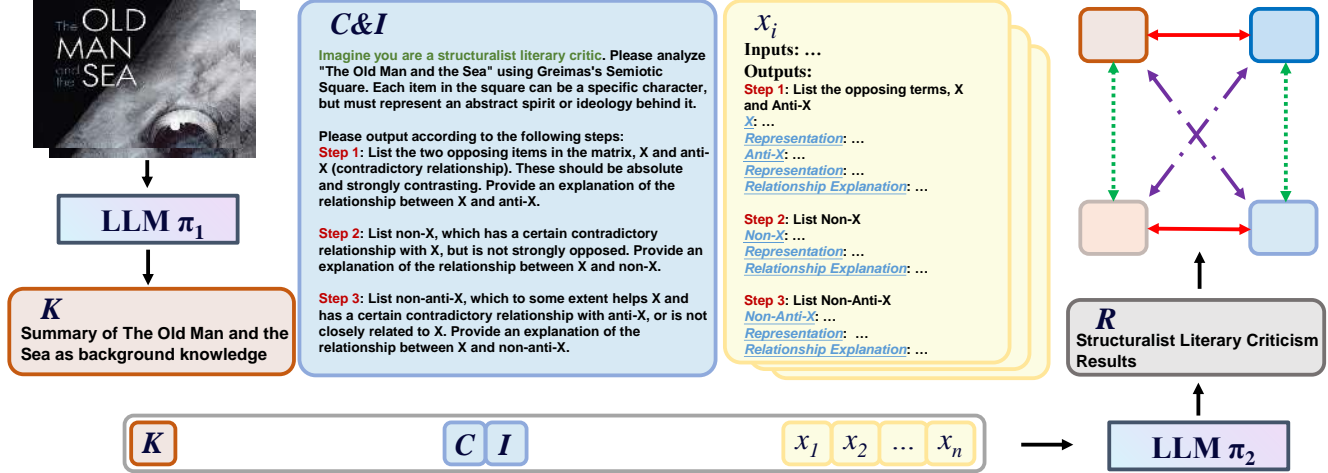 The OLD
MAN
and the
SEA
LLM π1
K
Summary of The Old Man and the
Sea as background knowledge
C&I
Imagine you are a structuralist literary critic. Please analyze
"The Old Man and the Sea" using Greimas's Semiotic
Square. Each item in the square can be a specific character,
but must represent an abstract spirit or ideology behind it.
Please output according to the following steps:
Step 1: List the two opposing items in the matrix, X and anti-
X (contradictory relationship). These should be absolute
and strongly contrasting. Provide an explanation of the
relationship between X and anti-X.
Step 2: List non-X, which has a certain contradictory
relationship with X, but is not strongly opposed. Provide an
explanation of the relationship between X and non-X.
Step 3: List non-anti-X, which to some extent helps X and
has a certain contradictory relationship with anti-X, or is not
closely related to X. Provide an explanation of the
relationship between X and non-anti-X.
xi
Inputs: …
Outputs:
Step 1: List the opposing terms, X
and Anti-X
X: …
Representation: …
Anti-X: …
Representation: …
Relationship Explanation: …
Step 2: List Non-X
Non-X: …
Representation: …
Relationship Explanation: …
Step 3: List Non-Anti-X
Non-Anti-X: …
Representation: …
Relationship Explanation: …
R
Structuralist Literary Criticism
Results
K C I x1 x2 … xn
LLM π2